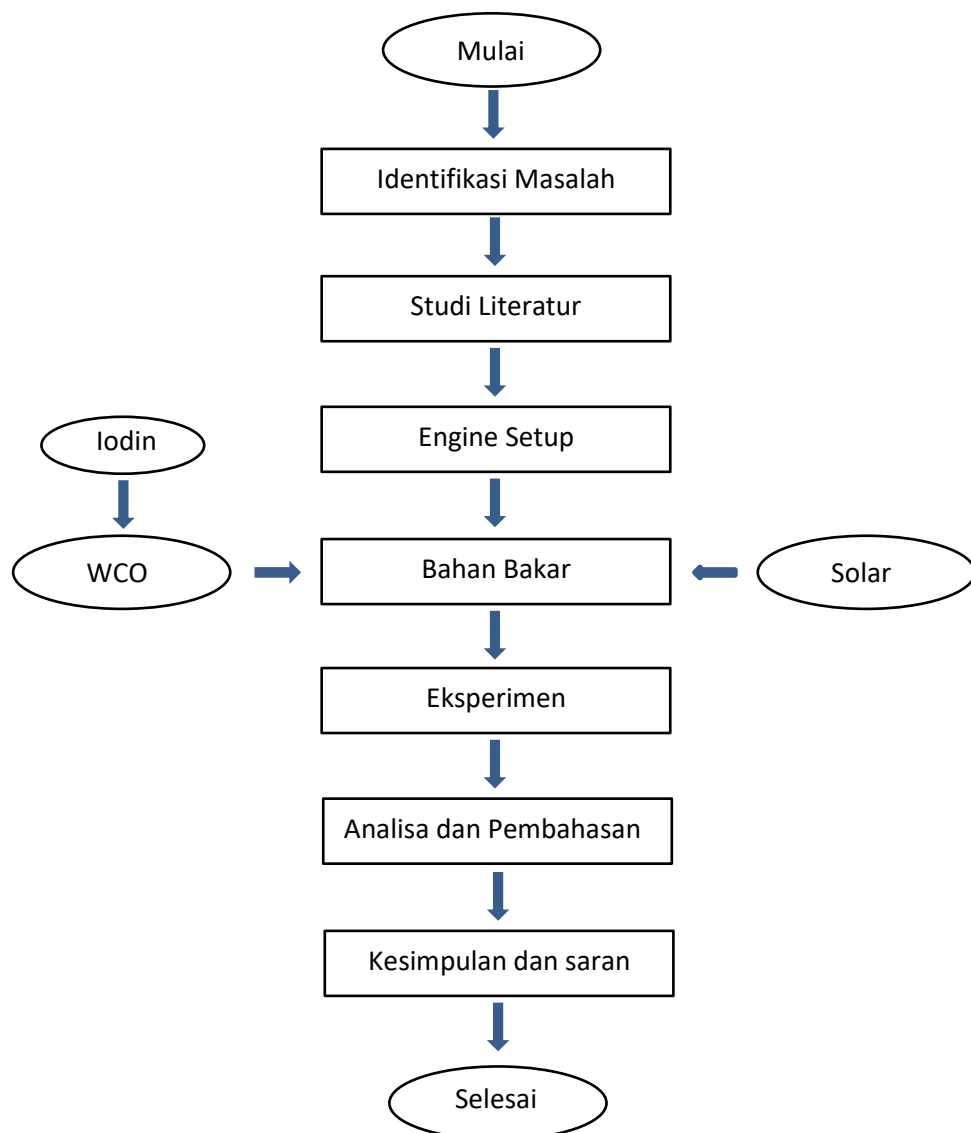 Mulai
Identifikasi Masalah
Studi Literatur
Engine Setup
Iodin
WCO
Bahan Bakar
Solar
Eksperimen
Analisa dan Pembahasan
Kesimpulan dan saran
Selesai